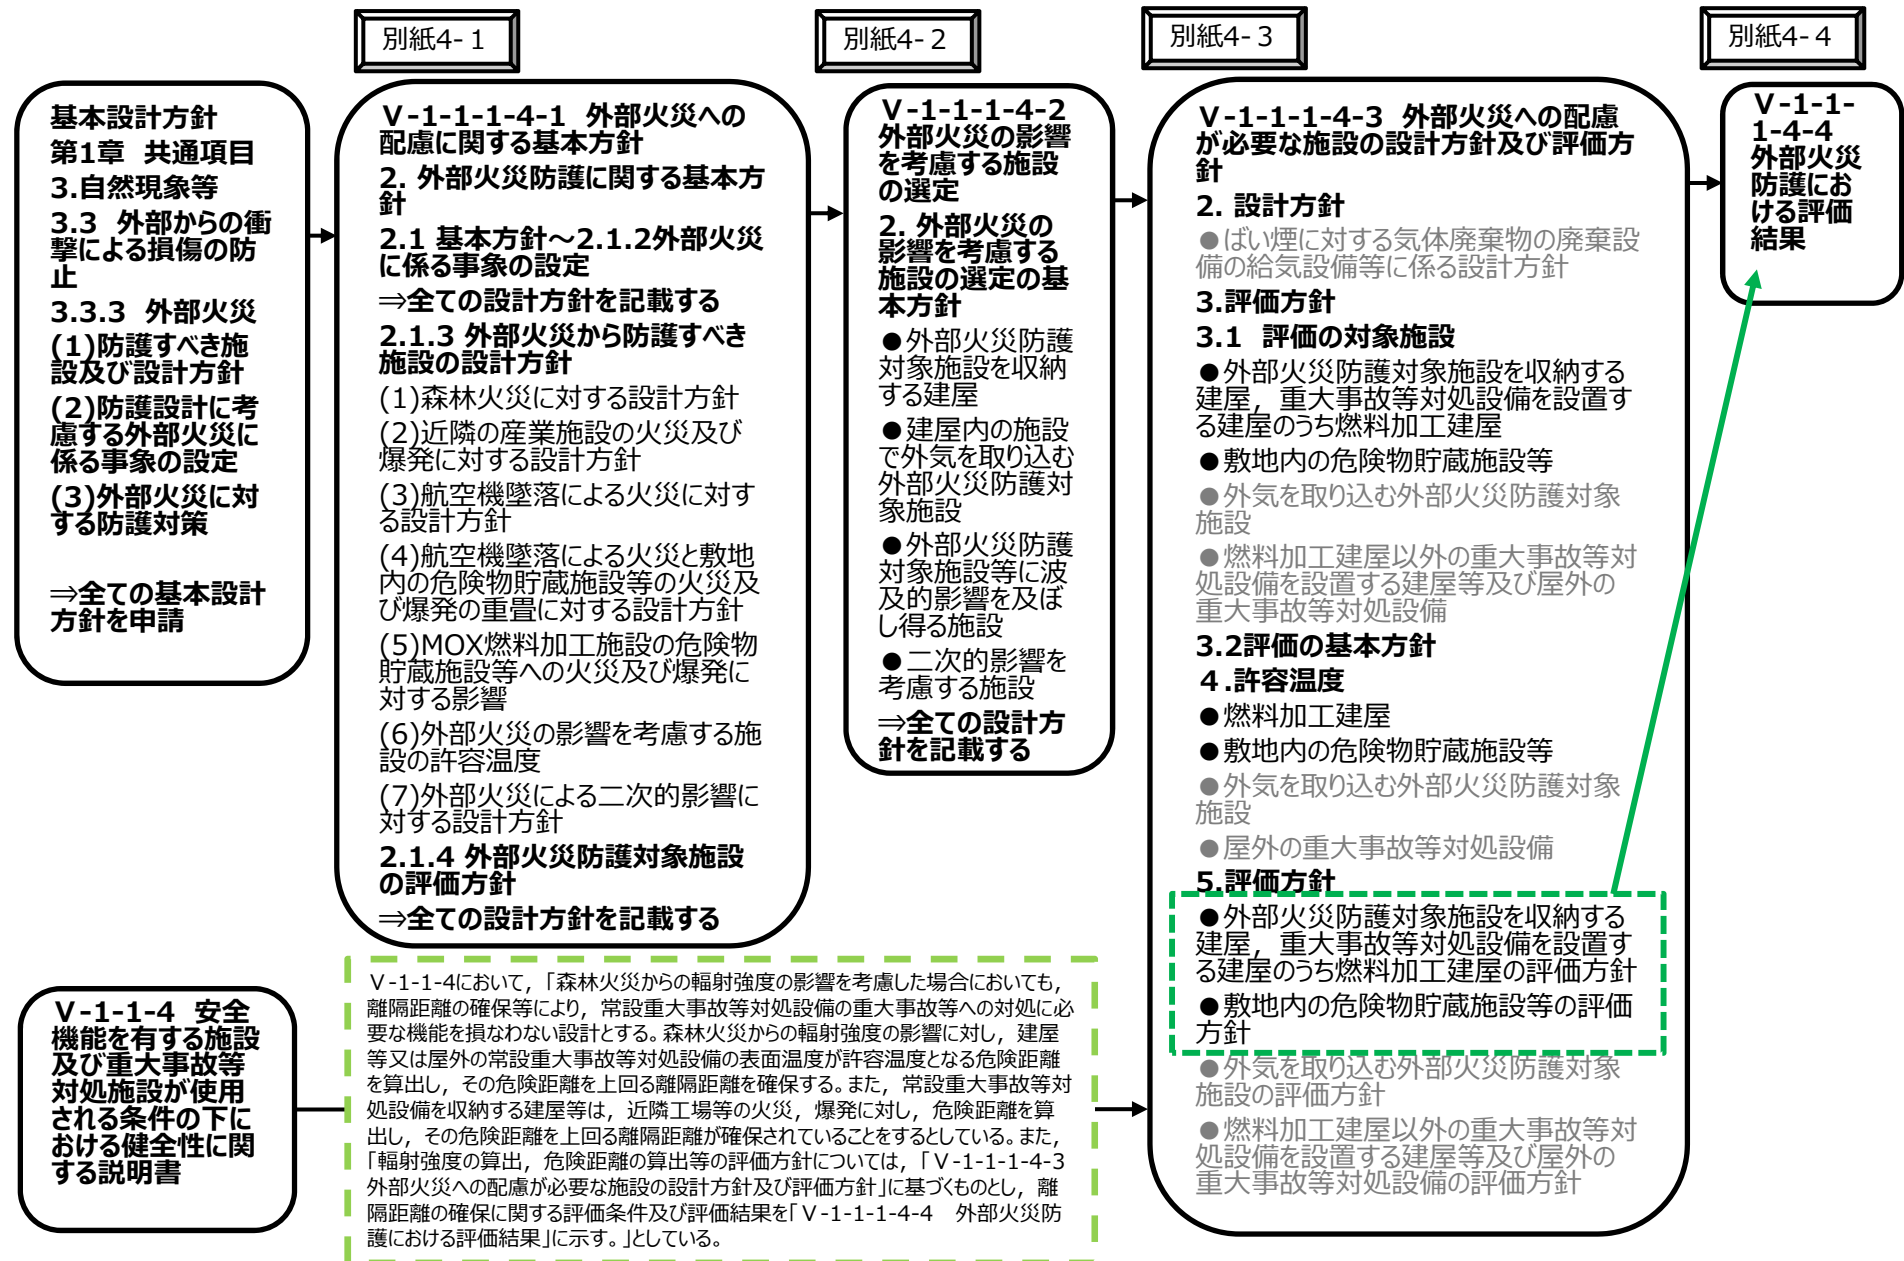 別紙4-１
別紙4-２
別紙4-３
別紙4-４
基本設計方針
第1章 共通項目
3.自然現象等
3.3 外部からの衝
撃による損傷の防
止
3.3.3 外部火災
(1)防護すべき施
設及び設計方針
(2)防護設計に考
慮する外部火災に
係る事象の設定
(3)外部火災に対
する防護対策
⇒全ての基本設計
方針を申請
Ⅴ-1-1-1-4-1 外部火災への
配慮に関する基本方針
2. 外部火災防護に関する基本方
針
2.1 基本方針～2.1.2外部火災
に係る事象の設定
⇒全ての設計方針を記載する
2.1.3 外部火災から防護すべき
施設の設計方針
(1)森林火災に対する設計方針
(2)近隣の産業施設の火災及び
爆発に対する設計方針
(3)航空機墜落による火災に対す
る設計方針
(4)航空機墜落による火災と敷地
内の危険物貯蔵施設等の火災及
び爆発の重畳に対する設計方針
(5)MOX燃料加工施設の危険物
貯蔵施設等への火災及び爆発に
対する影響
(6)外部火災の影響を考慮する施
設の許容温度
(7)外部火災による二次的影響に
対する設計方針
2.1.4 外部火災防護対象施設
の評価方針
⇒全ての設計方針を記載する
Ⅴ-1-1-1-4-2
外部火災の影響
を考慮する施設
の選定
2. 外部火災の
影響を考慮する
施設の選定の基
本方針
●外部火災防護
対象施設を収納
する建屋
●建屋内の施設
で外気を取り込む
外部火災防護対
象施設
●外部火災防護
対象施設等に波
及的影響を及ぼ
し得る施設
●二次的影響を
考慮する施設
⇒全ての設計方
針を記載する
Ⅴ-1-1-1-4-3 外部火災への配慮
が必要な施設の設計方針及び評価方
針
2. 設計方針
●ばい煙に対する気体廃棄物の廃棄設
備の給気設備等に係る設計方針
3.評価方針
3.1 評価の対象施設
●外部火災防護対象施設を収納する
建屋，重大事故等対処設備を設置す
る建屋のうち燃料加工建屋
●敷地内の危険物貯蔵施設等
●外気を取り込む外部火災防護対象
施設
●燃料加工建屋以外の重大事故等対
処設備を設置する建屋等及び屋外の
重大事故等対処設備
3.2評価の基本方針
４.許容温度
●燃料加工建屋
●敷地内の危険物貯蔵施設等
●外気を取り込む外部火災防護対象
施設
●屋外の重大事故等対処設備
5.評価方針
●外部火災防護対象施設を収納する
建屋，重大事故等対処設備を設置す
る建屋のうち燃料加工建屋の評価方針
●敷地内の危険物貯蔵施設等の評価
方針
●外気を取り込む外部火災防護対象
施設の評価方針
●燃料加工建屋以外の重大事故等対
処設備を設置する建屋等及び屋外の
重大事故等対処設備の評価方針
Ⅴ-1-1-
1-4-4
外部火災
防護にお
ける評価
結果
Ⅴ-1-1-4 安全
機能を有する施設
及び重大事故等
対処施設が使用
される条件の下に
おける健全性に関
する説明書
Ⅴ-1-1-4において，「森林火災からの輻射強度の影響を考慮した場合においても，
離隔距離の確保等により，常設重大事故等対処設備の重大事故等への対処に必
要な機能を損なわない設計とする。森林火災からの輻射強度の影響に対し，建屋
等又は屋外の常設重大事故等対処設備の表面温度が許容温度となる危険距離
を算出し，その危険距離を上回る離隔距離を確保する。また，常設重大事故等対
処設備を収納する建屋等は，近隣工場等の火災，爆発に対し，危険距離を算
出し，その危険距離を上回る離隔距離が確保されていることをするとしている。また，
「輻射強度の算出，危険距離の算出等の評価方針については，「Ⅴ-1-1-1-4-3
外部火災への配慮が必要な施設の設計方針及び評価方針」に基づくものとし，離
隔距離の確保に関する評価条件及び評価結果を「Ⅴ-1-1-1-4-4 外部火災防
護における評価結果」に示す。」としている。